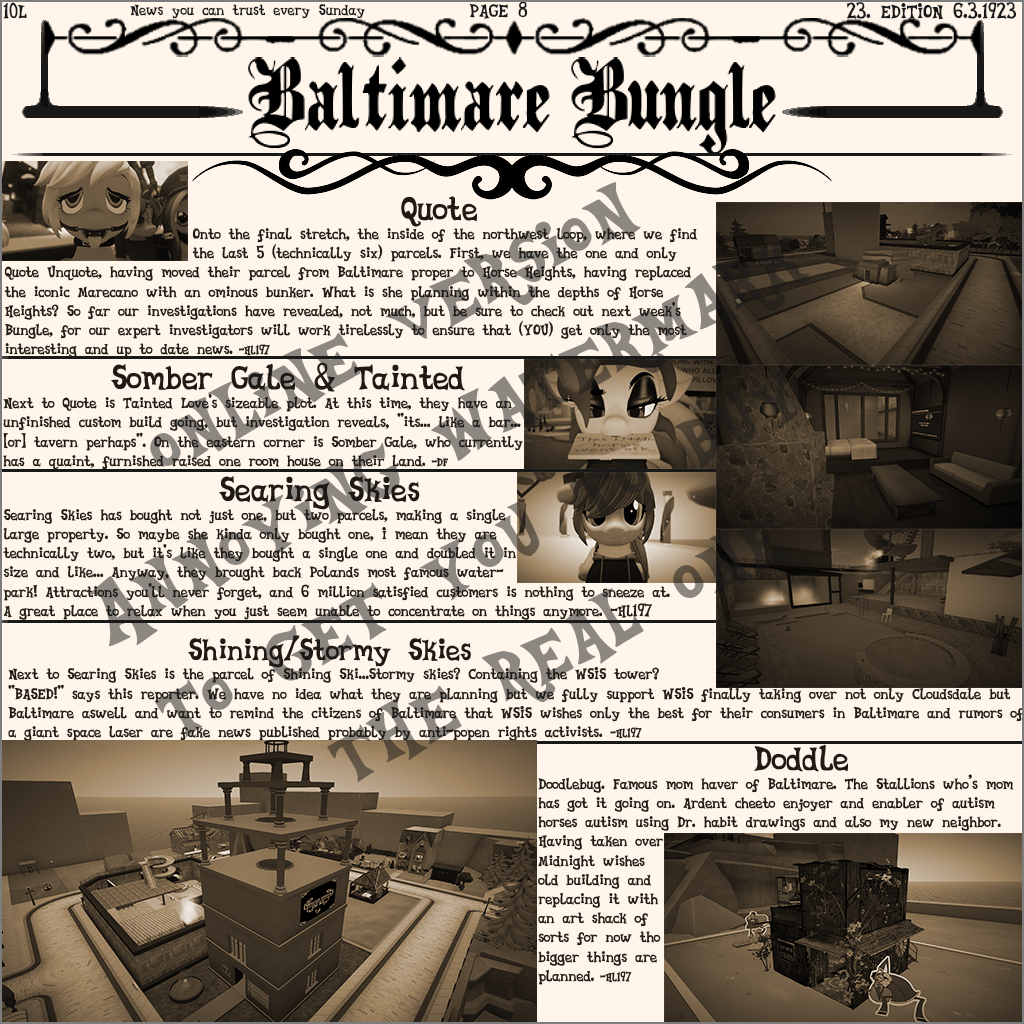 10L
News you can trust every Sunday
PAGE 8
23. EDITION 6.3.1923
Baltimare Bungle
Quote
Onto the final stretch, the inside of the northwest loop, where we find
the last 5 (technically six) parcels. First, we have the one and only
Quote Unquote, having moved their parcel from Baltimare proper to Horse Heights, having replaced
the iconic Marecano with an ominous bunker. What is she planning within the depths of Horse
Heights? So far our investigations have revealed, not much, but be sure to check out next week's
Bungle, for our expert investigators will work tirelessly to ensure that (YOU) get only the most
interesting and up to date news. -HL197
Somber Gale & Tainted
Next to Quote is Tainted Love's sizeable plot. At this time, they have an
unfinished custom build going, but investigation reveals, "its... Like a bar...
[or] tavern perhaps". On the eastern corner is Somber Gale, who currently
has a quaint, furnished raised one room house on their land. -DF
Searing Skies
Searing Skies has bought not just one, but two parcels, making a single
large property. So maybe she kinda only bought one, i mean they are
technically two, but it's like they bought a single one and doubled it in
size and like... Anyway, they brought back Polands most famous water-
park! Attractions you'll never forget, and 6 million satisfied customers is nothing to sneeze at.
A great place to relax when you just seem unable to concentrate on things anymore. -HL197
Shining/Stormy Skies
Next to Searing Skies is the parcel of Shining Ski...Stormy skies? Containing the WSiS tower?
"BASED!" says this reporter. We have no idea what they are planning but we fully support WSiS finally taking over not only Cloudsdale but
Baltimare aswell and want to remind the citizens of Baltimare that WSiS wishes only the best for their consumers in Baltimare and rumors of
a giant space laser are fake news published probably by anti-popen rights activists. -HL197
Doddle
Doodlebug. Famous mom haver of Baltimare. The Stallions who's mom
has got it going on. Ardent cheeto enjoyer and enabler of autism
horses autism using Dr. habit drawings and also my new neighbor.
Having taken over
Midnight wishes
old building and
replacing it with
an art shack of
sorts for now tho
bigger things are
planned. -HL197
ONLINE VERSION
ANNOYING WATERMARK
TO GET YOU TO BUY
THE REAL